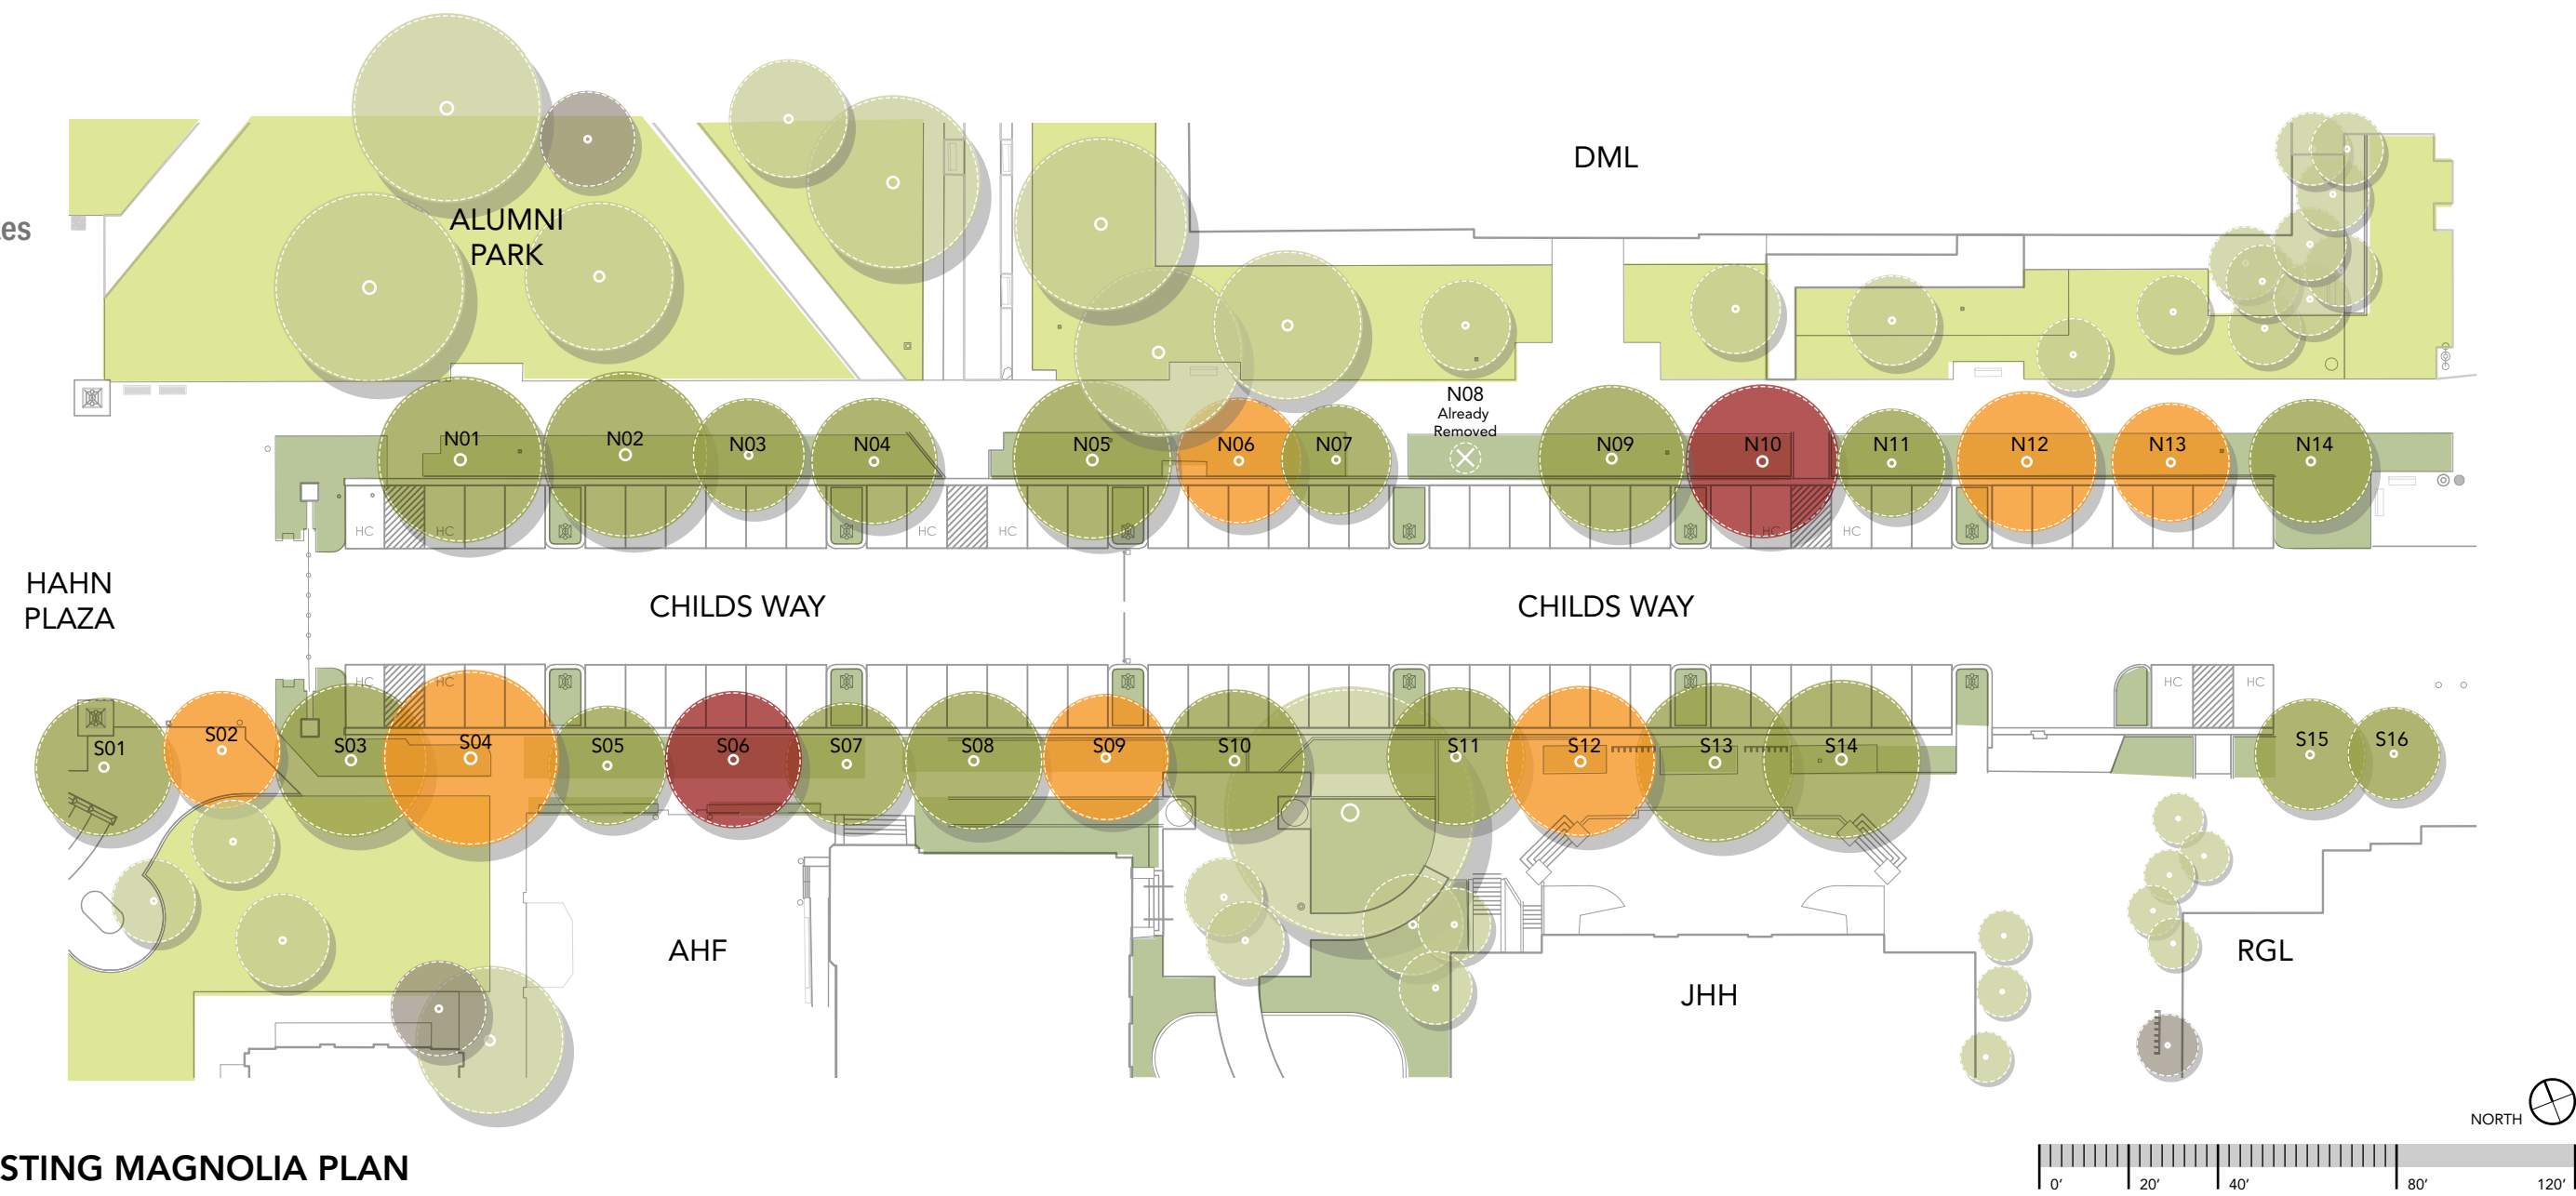 DML
ALUMNI
PARK
es
N08
Already
Removed
N01
N02
N03
N04
N05
N06
N07
N09
N10
N11
N12
N13
N14
HC
HC
HC
HC
HC
HC
HAHN
PLAZA
CHILDS WAY
CHILDS WAY
HC
HC
HC
HC
S01
S02
S03
S04
S05
S06
S07
S08
S09
S10
S11
S12
S13
S14
S15
S16
AHF
JHH
RGL
NORTH
STING MAGNOLIA PLAN
0' 20' 40' 80' 120'